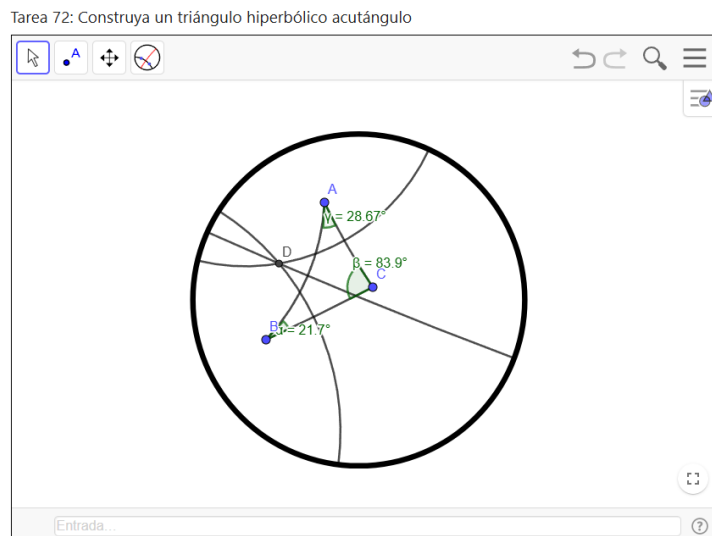 Tarea 72: Construya un triángulo hiperbólico acutángulo
A
A
γ = 28.67°
D
β = 83.9°
C
B
α = 21.7°
Entrada...